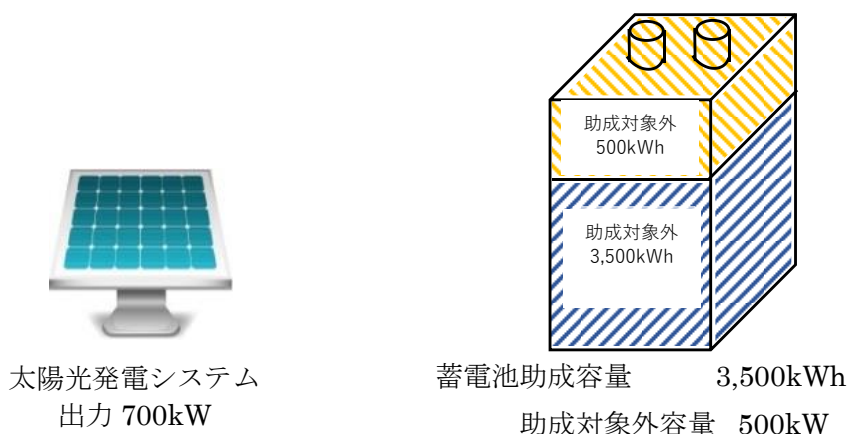 助成対象外
500kWh
助成対象外
3,500kWh
太陽光発電システム
出力 700kW
蓄電池助成容量 3,500kWh
助成対象外容量 500kW